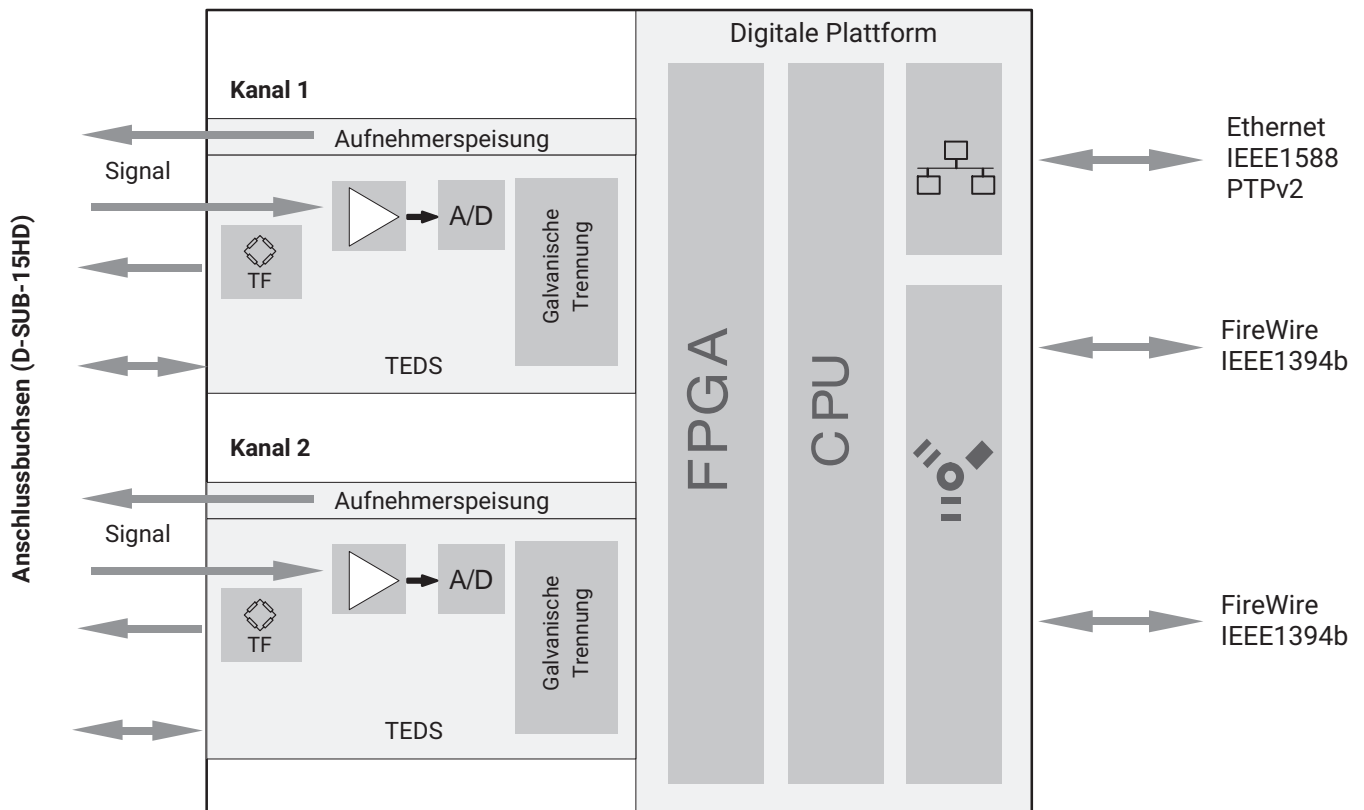 Digitale Plattform
Anschlussbuchsen (D-SUB-15HD)
Kanal 1
Aufnehmerspeisung
Signal
A/D
TF
Galvanische
Trennung
TEDS
Kanal 2
Aufnehmerspeisung
Signal
A/D
TF
Galvanische
Trennung
TEDS
FPGA
CPU
Ethernet
IEEE1588
PTPv2
FireWire
IEEE1394b
FireWire
IEEE1394b